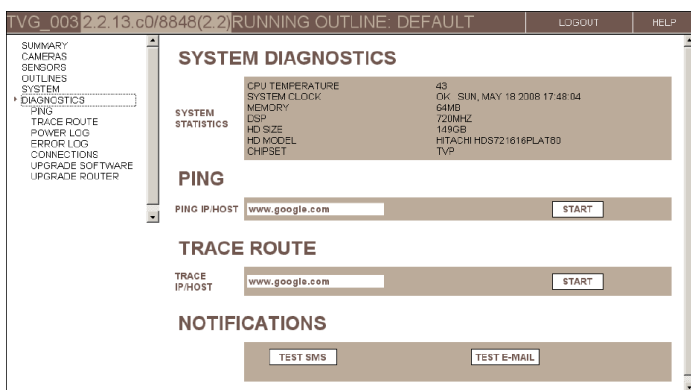 TVG_003 2.2.13.c0/8848(2.2) RUNNING OUTLINE: DEFAULT LOGOUT HELP
SUMMARY
CAMERAS
SENSORS
OUTLINES
SYSTEM
DIAGNOSTICS
PING
TRACE ROUTE
POWER LOG
ERROR LOG
CONNECTIONS
UPGRADE SOFTWARE
UPGRADE ROUTER
SYSTEM DIAGNOSTICS
SYSTEM STATISTICS
CPU TEMPERATURE 43
SYSTEM CLOCK OK SUN, MAY 18 2008 17:48:04
MEMORY 64MB
DSP 720MHZ
HD SIZE 149GB
HD MODEL HITACHI HDS721616PLAT80
CHIPSET TVP
PING
PING IP/HOST www.google.com START
TRACE ROUTE
TRACE IP/HOST www.google.com START
NOTIFICATIONS
TEST SMS TEST E-MAIL